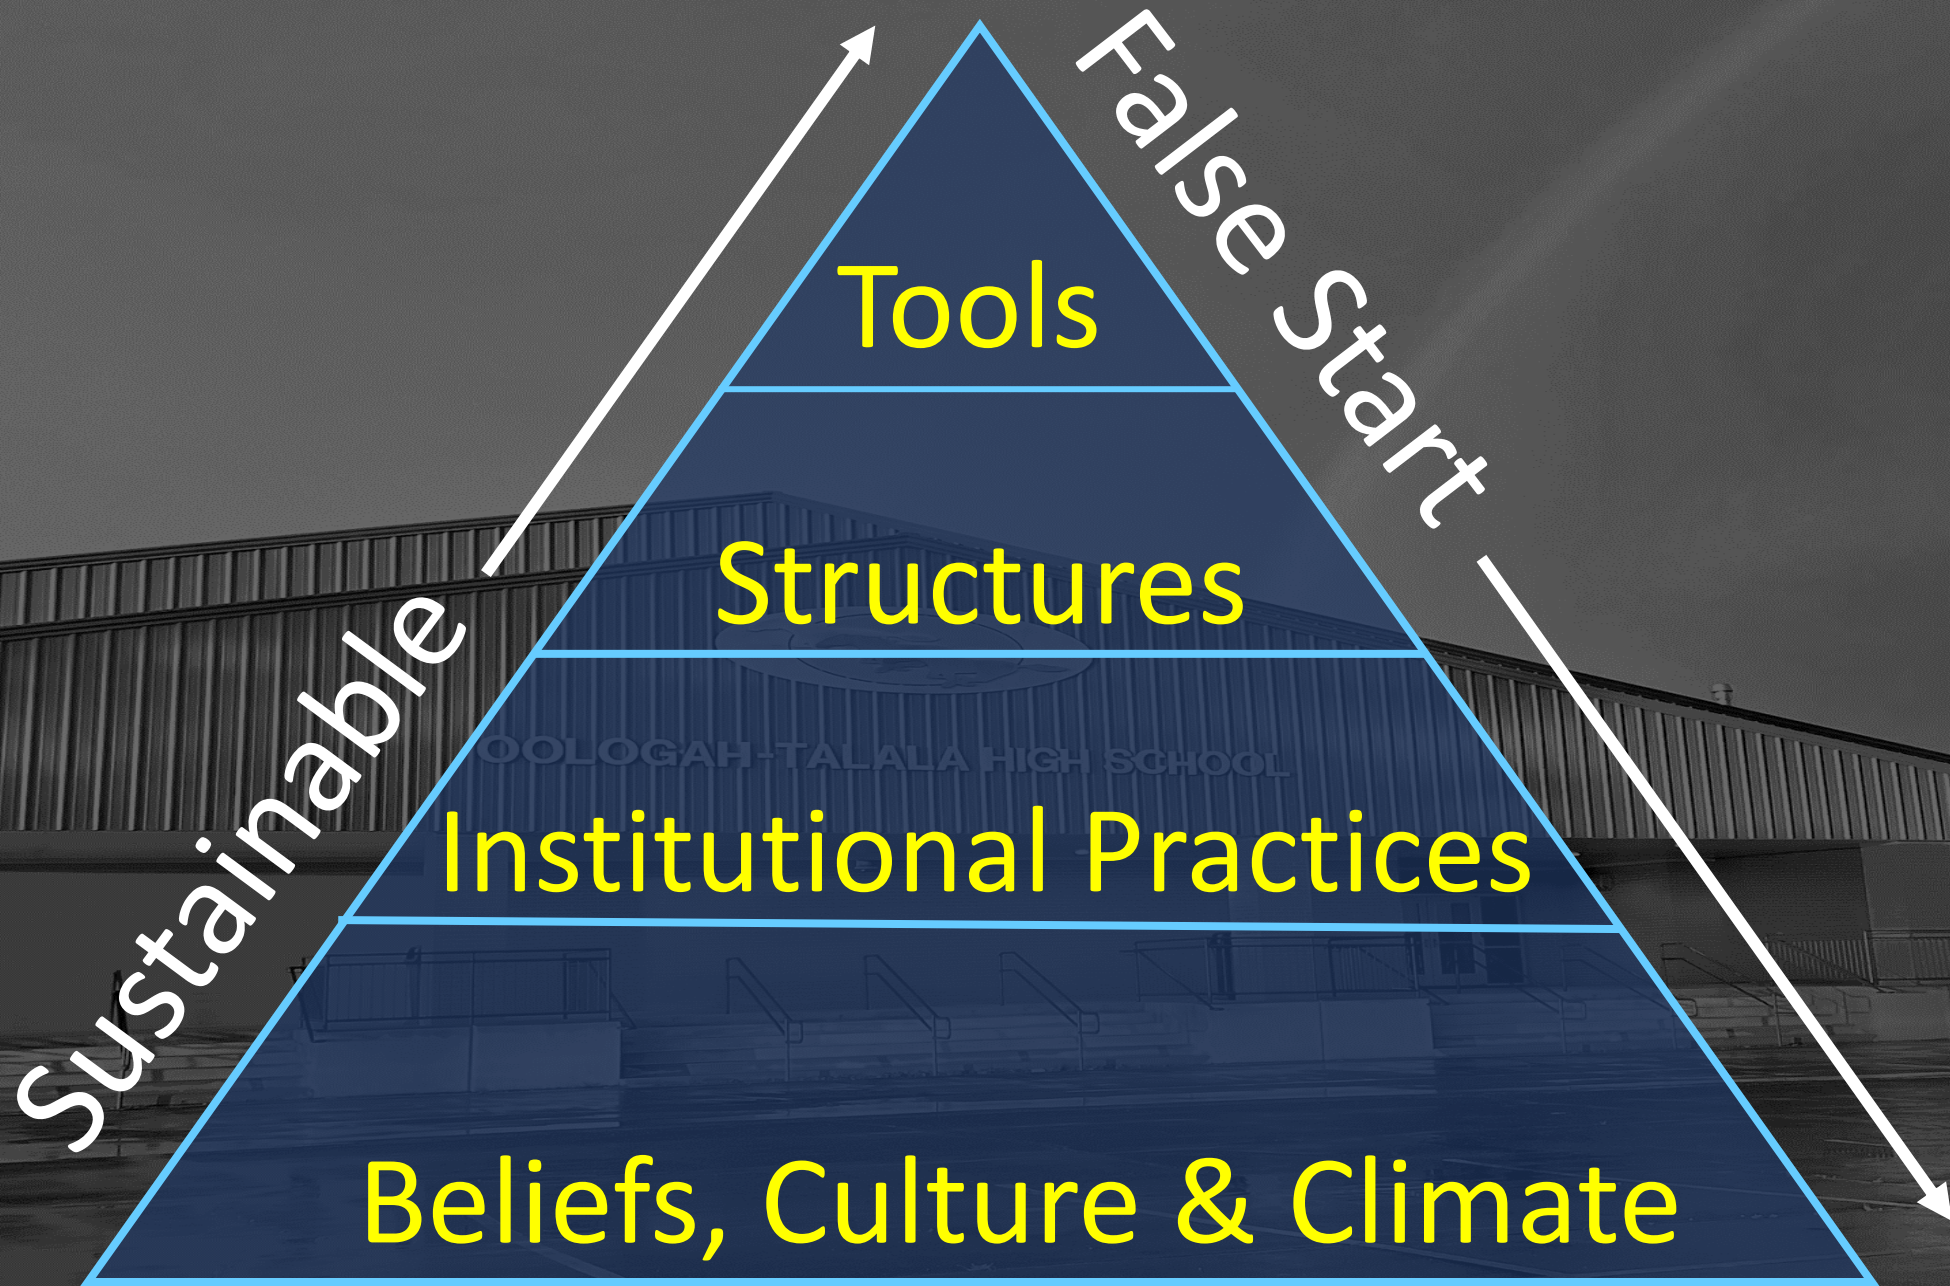 False Start
Tools
Structures
Sustainable
OOLOGAH-TALALA HIGH SCHOOL
Institutional Practices
Beliefs, Culture & Climate